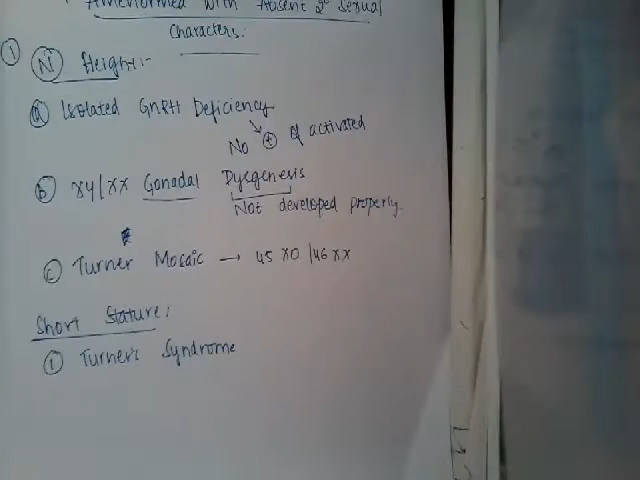 Amenorrhea With Absent 2° Sexual
Characters:
① Ⓝ Height:-
ⓐ Isolated GnRH Deficiency
↘
No ⊕ of activated
ⓑ XY/XX Gonadal Dysgenesis
Not developed properly.
ⓒ Turner Mosaic → 45 XO/46 XX
Short Stature:
① Turner's Syndrome